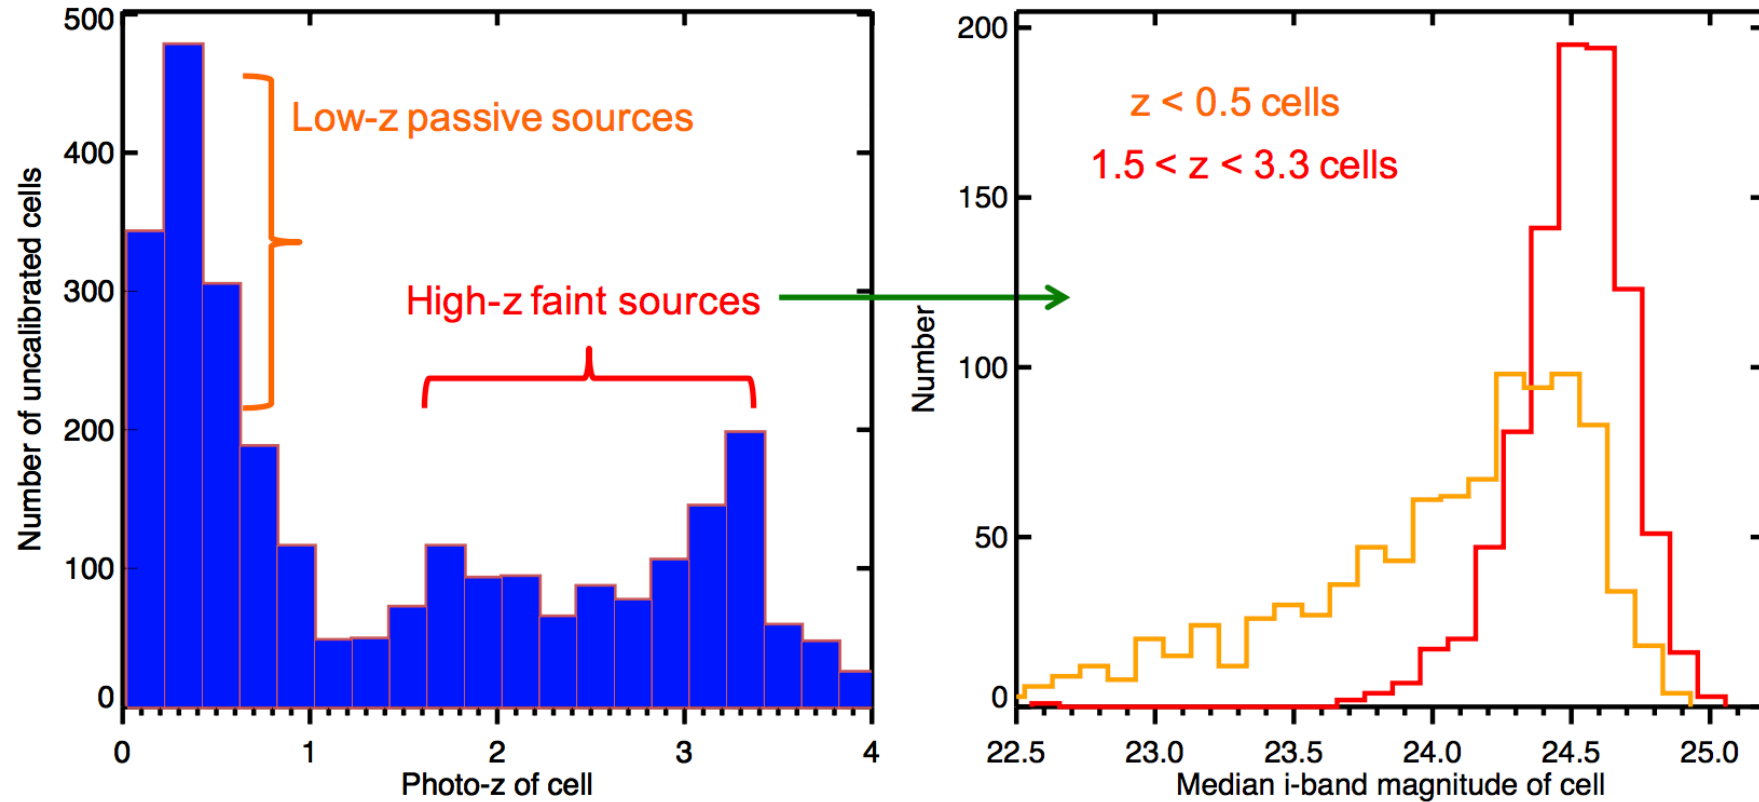 500
400
300
200
100
0
Number of uncalibrated cells
Low-z passive sources
High-z faint sources
0 1 2 3 4
Photo-z of cell
200
150
100
50
0
Number
z < 0.5 cells
1.5 < z < 3.3 cells
22.5 23.0 23.5 24.0 24.5 25.0
Median i-band magnitude of cell